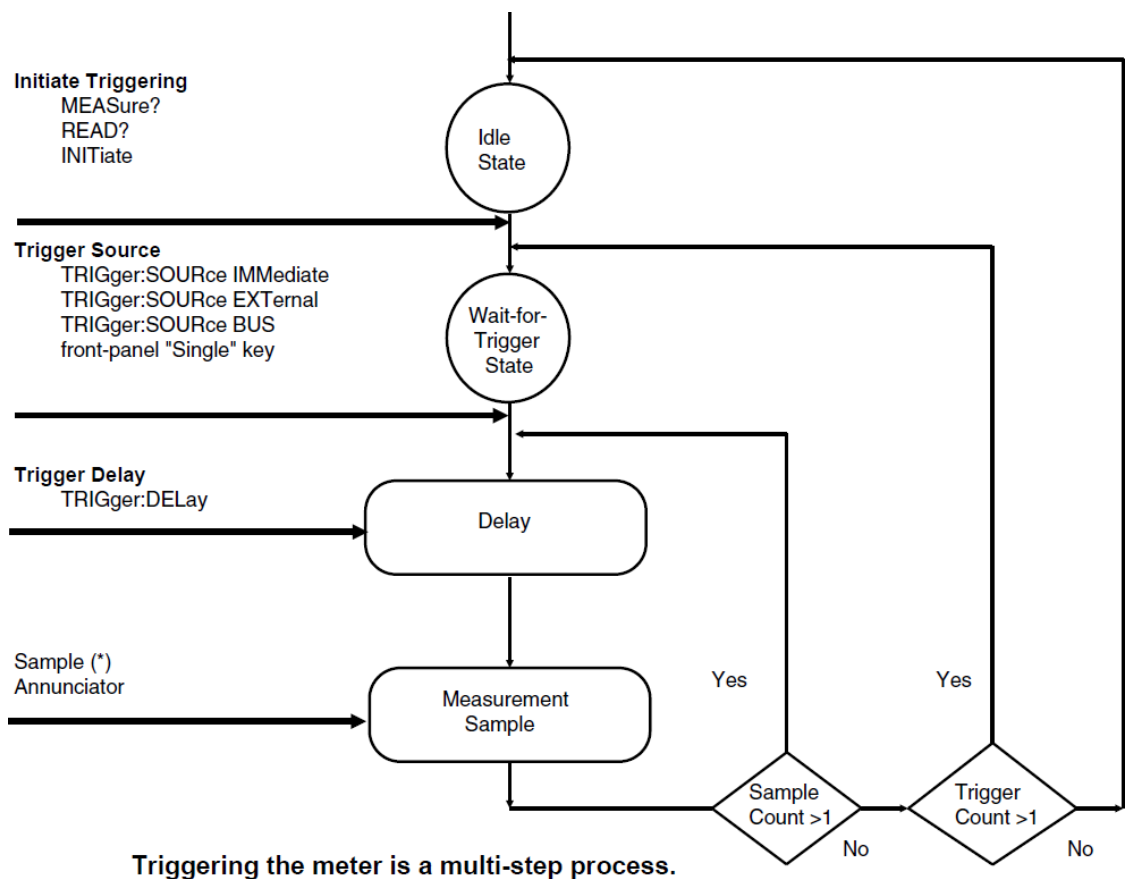 Initiate Triggering
MEASure?
READ?
INITiate
Idle
State
Trigger Source
TRIGger:SOURce IMMediate
TRIGger:SOURce EXTernal
TRIGger:SOURce BUS
front-panel "Single" key
Wait-for-
Trigger
State
Trigger Delay
TRIGger:DELay
Delay
Sample (*)
Annunciator
Measurement
Sample
Yes
Yes
Sample
Count >1
No
Trigger
Count >1
No
Triggering the meter is a multi-step process.